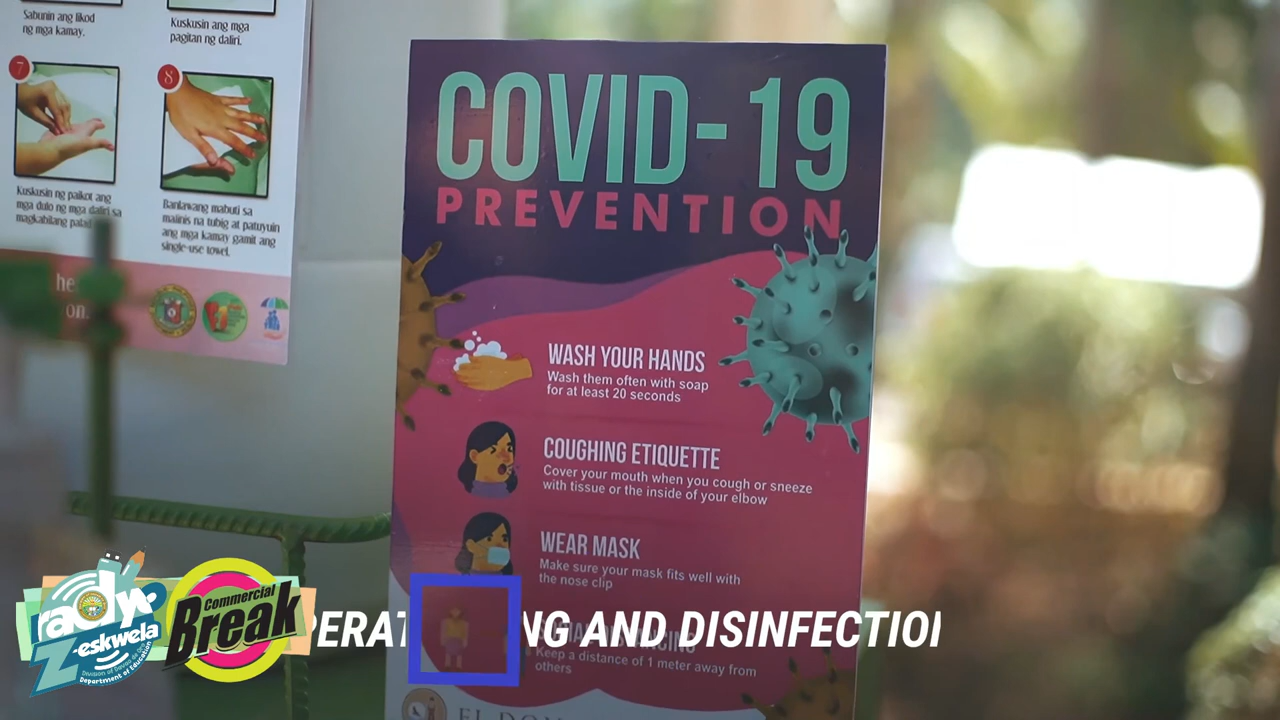 Sabunin ang likod
ng mga kamay.
Kuskusin ang mga
pagitan ng daliri.
7
8
Kuskusin ng paikot ang
mga dulo ng mga daliri sa
magkabilang palad
Banlawang mabuti sa
malinis na tubig at patuyuin
ang mga kamay gamit ang
single-use towel.
COVID-19
PREVENTION
WASH YOUR HANDS
Wash them often with soap
for at least 20 seconds
COUGHING ETIQUETTE
Cover your mouth when you cough or sneeze
with tissue or the inside of your elbow
WEAR MASK
Make sure your mask fits well with
the nose clip
Keep a distance of 1 meter away from
others
AND DISINFECTION
radyo
Z-eskwela
Department of Education
Commercial
Break